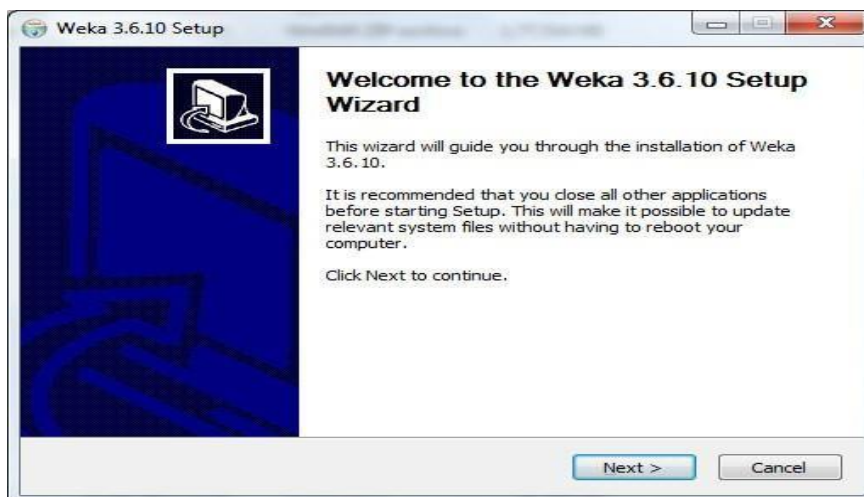 Weka 3.6.10 Setup
Welcome to the Weka 3.6.10 Setup
Wizard
This wizard will guide you through the installation of Weka
3.6.10.
It is recommended that you close all other applications
before starting Setup. This will make it possible to update
relevant system files without having to reboot your
computer.
Click Next to continue.
Next >
Cancel